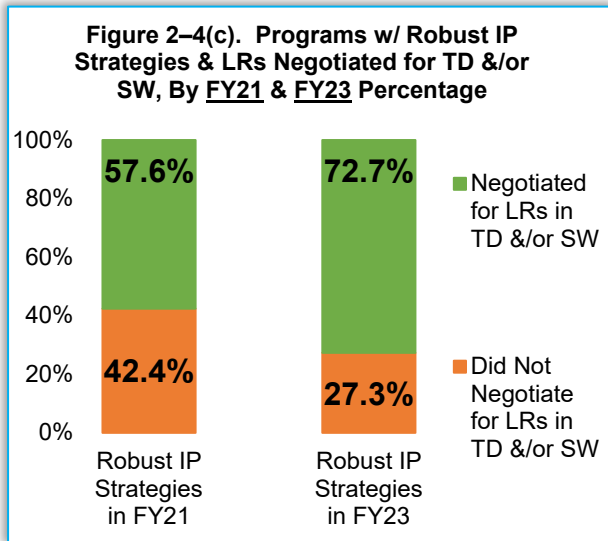 Figure 2–4(c). Programs w/ Robust IP
Strategies & LRs Negotiated for TD &/or
SW, By FY21 & FY23 Percentage
100%
80%
60%
40%
20%
0%
57.6%
42.4%
72.7%
27.3%
Robust IP
Strategies
in FY21
Robust IP
Strategies
in FY23
Negotiated
for LRs in
TD &/or SW
Did Not
Negotiate
for LRs in
TD &/or SW